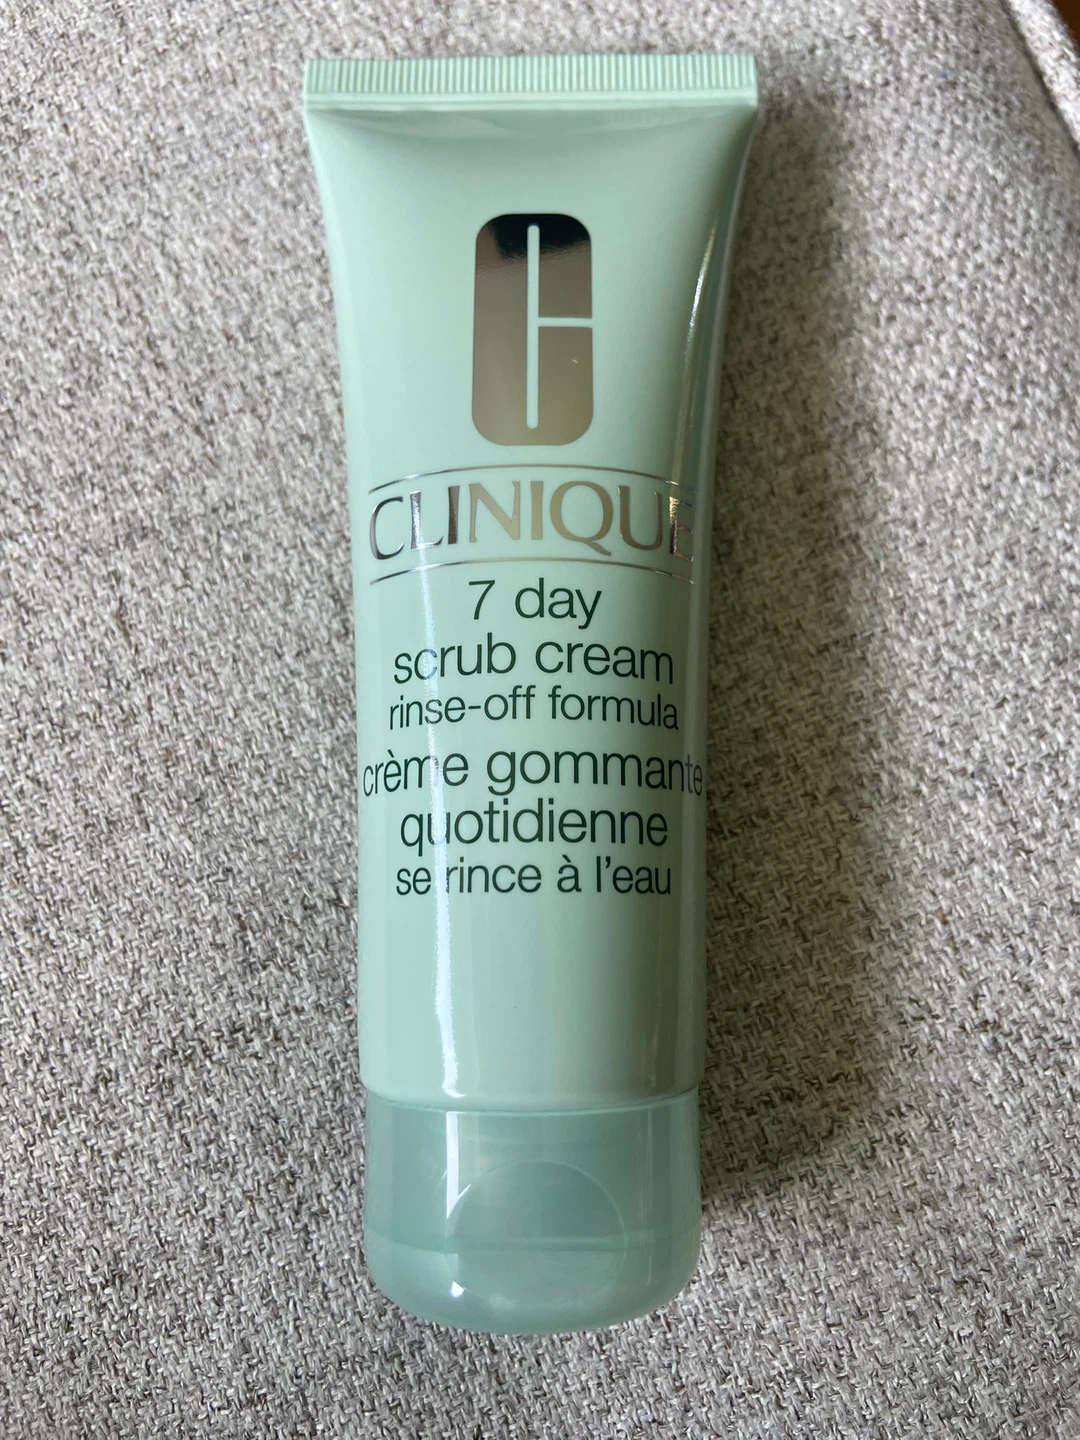 CLINIQUE
7 day
scrub cream
rinse-off formula
crème gommante
quotidienne
se rince à l'eau